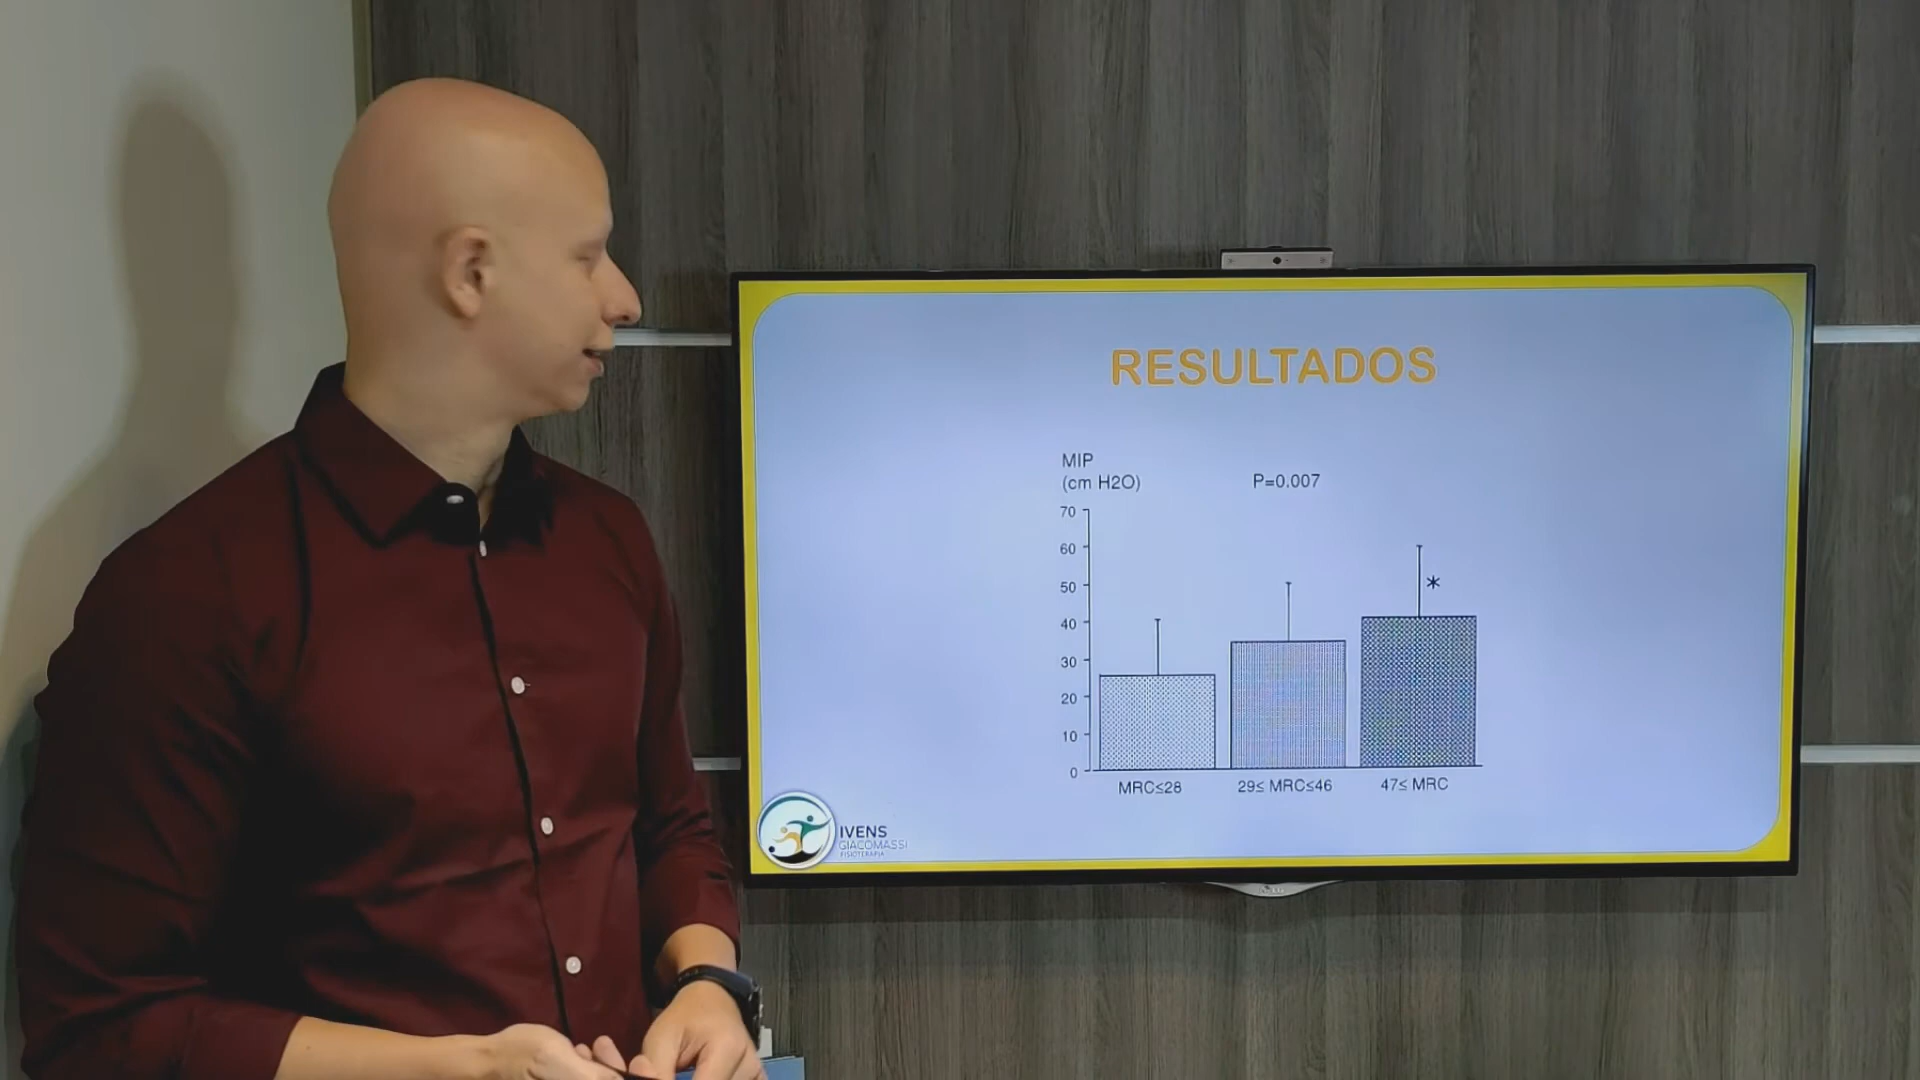 RESULTADOS
MIP
(cm H2O)
P=0.007
70
60
50
40
30
20
10
0
*
MRC≤28
29≤ MRC≤46
47≤ MRC
IVENS
GIACOMASSI
FISIOTERAPIA